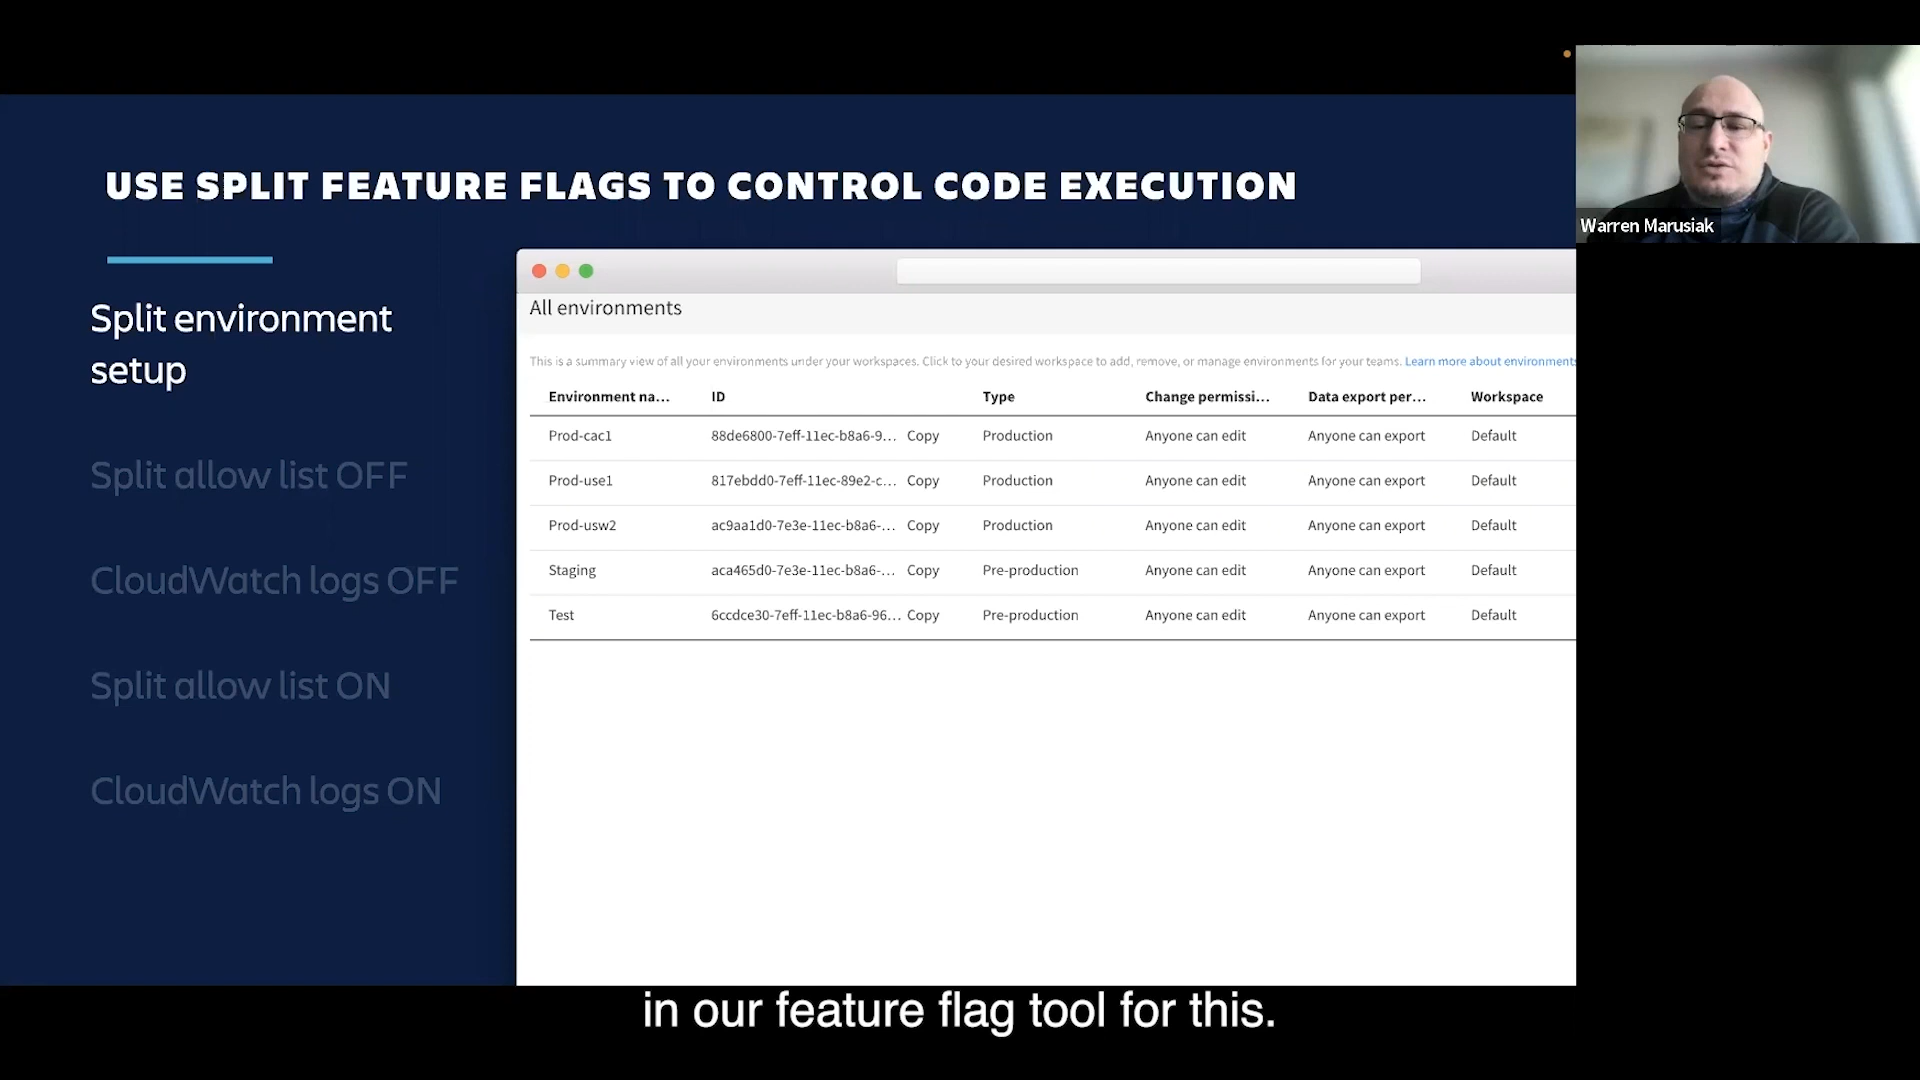 USE SPLIT FEATURE FLAGS TO CONTROL CODE EXECUTION
Warren Marusiak
Split environment
setup
Split allow list OFF
CloudWatch logs OFF
Split allow list ON
CloudWatch logs ON
All environments
This is a summary view of all your environments under your workspaces. Click to your desired workspace to add, remove, or manage environments for your teams. Learn more about environments
Environment na... ID Type Change permissi... Data export per... Workspace
Prod-cac1 88de6800-7eff-11ec-b8a6-9... Copy Production Anyone can edit Anyone can export Default
Prod-use1 817ebdd0-7eff-11ec-89e2-c... Copy Production Anyone can edit Anyone can export Default
Prod-usw2 ac9aa1d0-7e3e-11ec-b8a6-... Copy Production Anyone can edit Anyone can export Default
Staging aca465d0-7e3e-11ec-b8a6-... Copy Pre-production Anyone can edit Anyone can export Default
Test 6ccdce30-7eff-11ec-b8a6-96... Copy Pre-production Anyone can edit Anyone can export Default
in our feature flag tool for this.